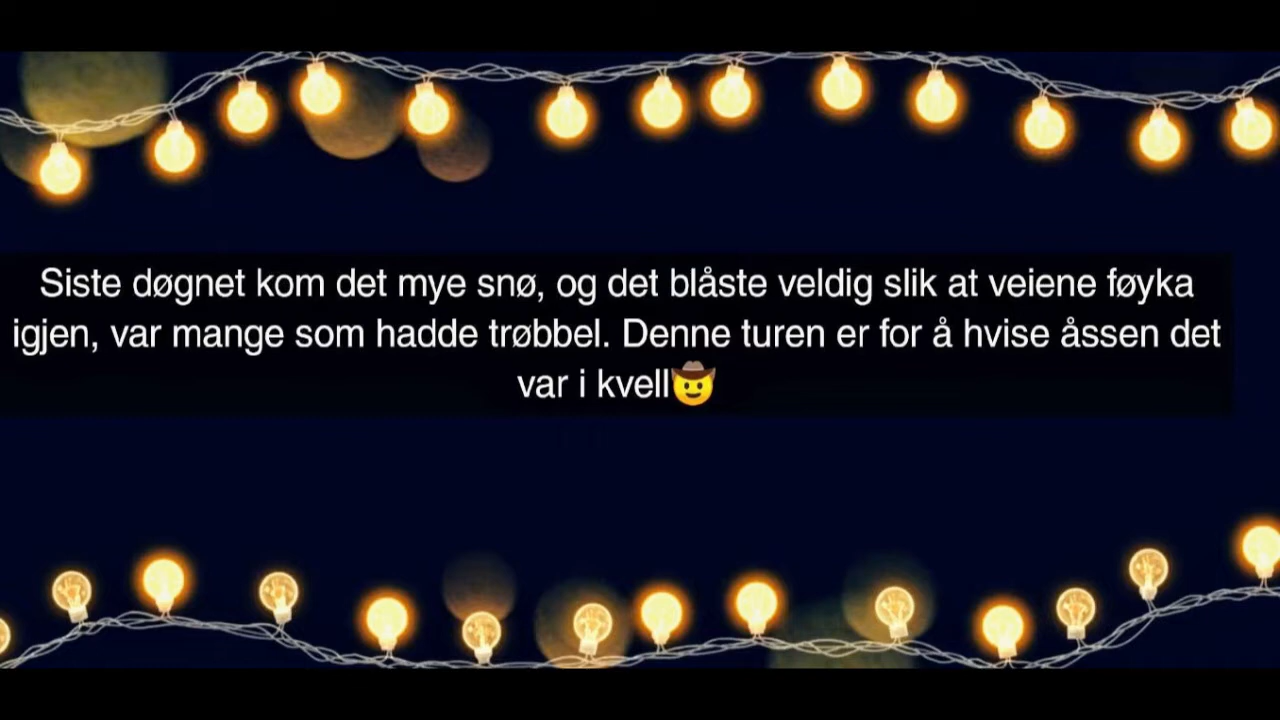 Siste døgnet kom det mye snø, og det blåste veldig slik at veiene føyka
igjen, var mange som hadde trøbbel. Denne turen er for å hvise åssen det
var i kvell🤠